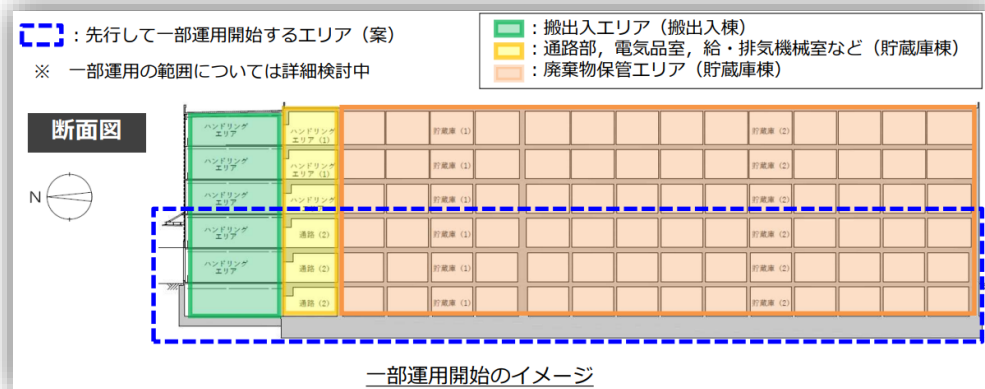 ：先行して一部運用開始するエリア（案）
※　一部運用の範囲については詳細検討中
：搬出入エリア（搬出入棟）
：通路部，電気品室，給・排気機械室など（貯蔵庫棟）
：廃棄物保管エリア（貯蔵庫棟）
断面図
N
ハンドリング
エリア
ハンドリング
エリア（1）
貯蔵庫（1）
貯蔵庫（2）
ハンドリング
エリア
ハンドリング
エリア（1）
貯蔵庫（1）
貯蔵庫（2）
ハンドリング
エリア
ハンドリング
貯蔵庫（1）
貯蔵庫（2）
ハンドリング
エリア
通路（2）
貯蔵庫（1）
貯蔵庫（2）
ハンドリング
エリア
通路（2）
貯蔵庫（1）
貯蔵庫（2）
通路（2）
貯蔵庫（1）
貯蔵庫（2）
一部運用開始のイメージ